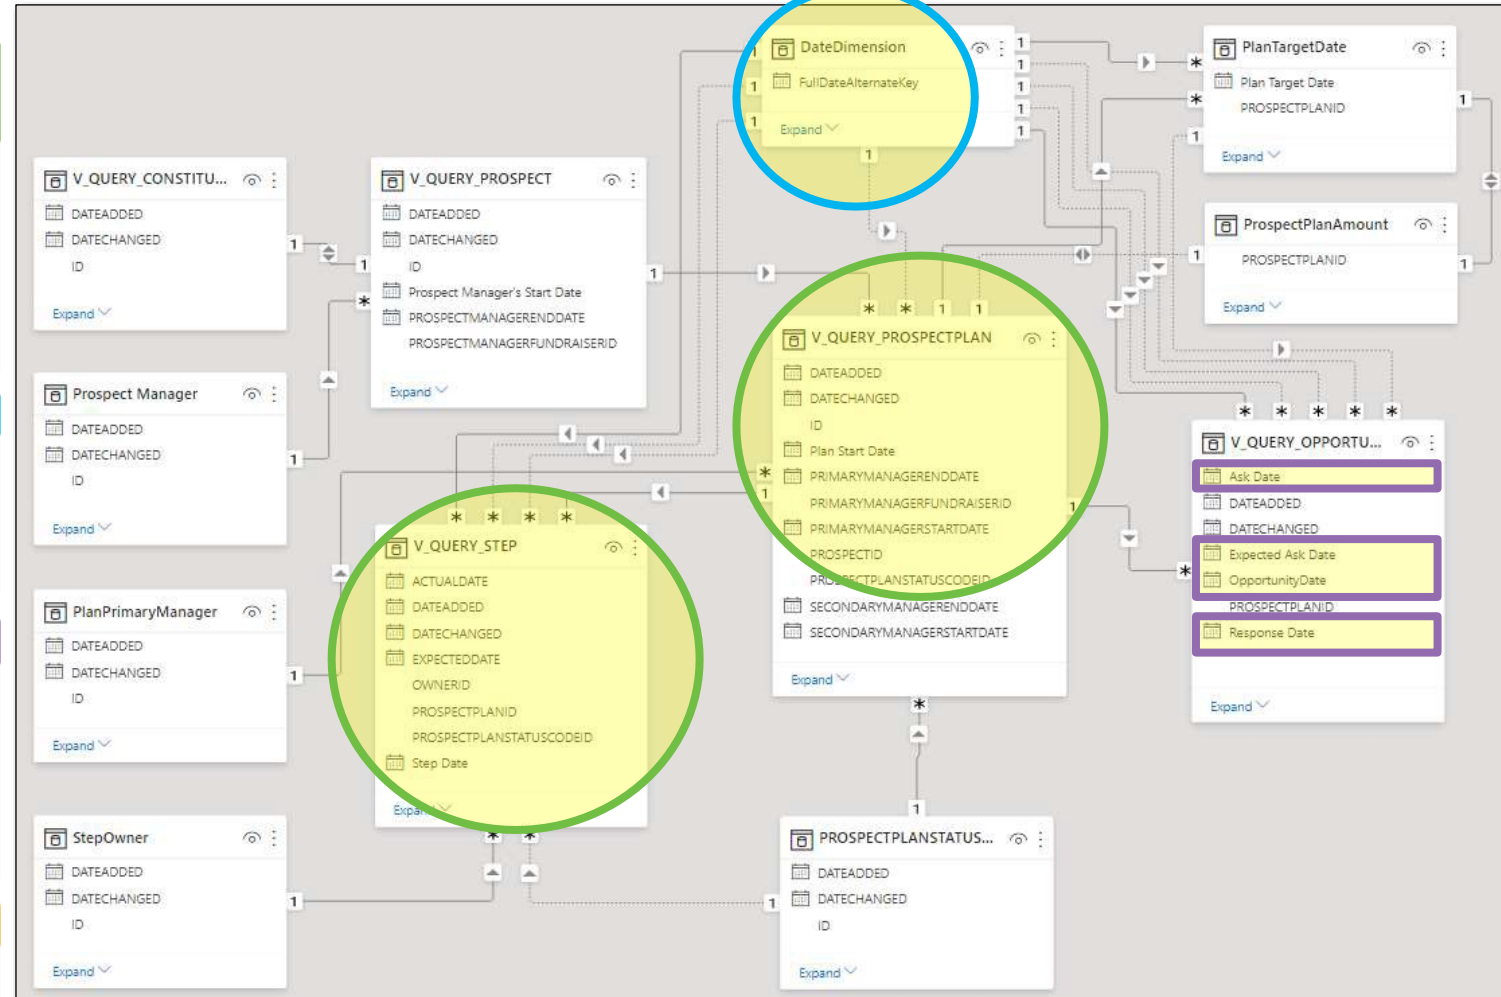 DateDimension
FullDateAlternateKey
Expand
PlanTargetDate
Plan Target Date
PROSPECTPLANID
Expand
V_QUERY_CONSTITU...
DATEADDED
DATECHANGED
ID
Expand
V_QUERY_PROSPECT
DATEADDED
DATECHANGED
ID
Prospect Manager's Start Date
PROSPECTMANAGERENDDATE
PROSPECTMANAGERFUNDRAISERID
Expand
ProspectPlanAmount
PROSPECTPLANID
Expand
V_QUERY_PROSPECTPLAN
DATEADDED
DATECHANGED
ID
Plan Start Date
PRIMARYMANAGERENDDATE
PRIMARYMANAGERFUNDRAISERID
PRIMARYMANAGERSTARTDATE
PROSPECTID
PROSPECTPLANSTATUSCODEID
SECONDARYMANAGERENDDATE
SECONDARYMANAGERSTARTDATE
Expand
Prospect Manager
DATEADDED
DATECHANGED
ID
Expand
V_QUERY_OPPORTU...
Ask Date
DATEADDED
DATECHANGED
Expected Ask Date
OpportunityDate
PROSPECTPLANID
Response Date
Expand
V_QUERY_STEP
ACTUALDATE
DATEADDED
DATECHANGED
EXPECTEDDATE
OWNERID
PROSPECTPLANID
PROSPECTPLANSTATUSCODEID
Step Date
Expand
PlanPrimaryManager
DATEADDED
DATECHANGED
ID
Expand
StepOwner
DATEADDED
DATECHANGED
ID
Expand
PROSPECTPLANSTATUS...
DATEADDED
DATECHANGED
ID
Expand